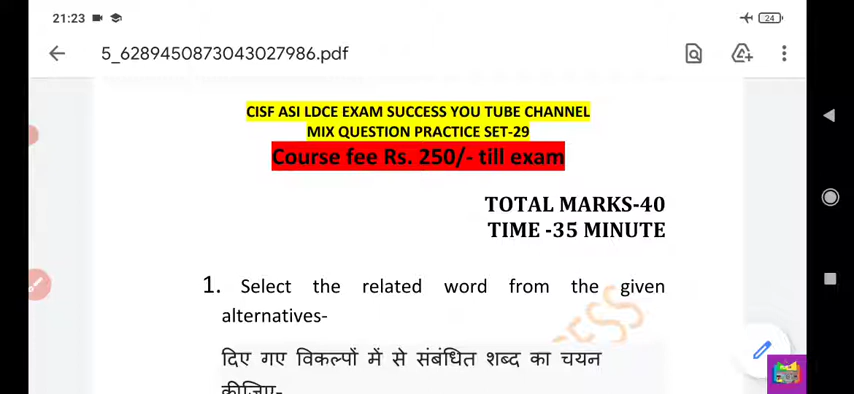 21:23
24
5_6289450873043027986.pdf
CISF ASI LDCE EXAM SUCCESS YOU TUBE CHANNEL
MIX QUESTION PRACTICE SET-29
Course fee Rs. 250/- till exam
TOTAL MARKS-40
TIME -35 MINUTE
1. Select the related word from the given
alternatives-
दिए गए विकल्पों में से संबंधित शब्द का चयन
कीजिए-